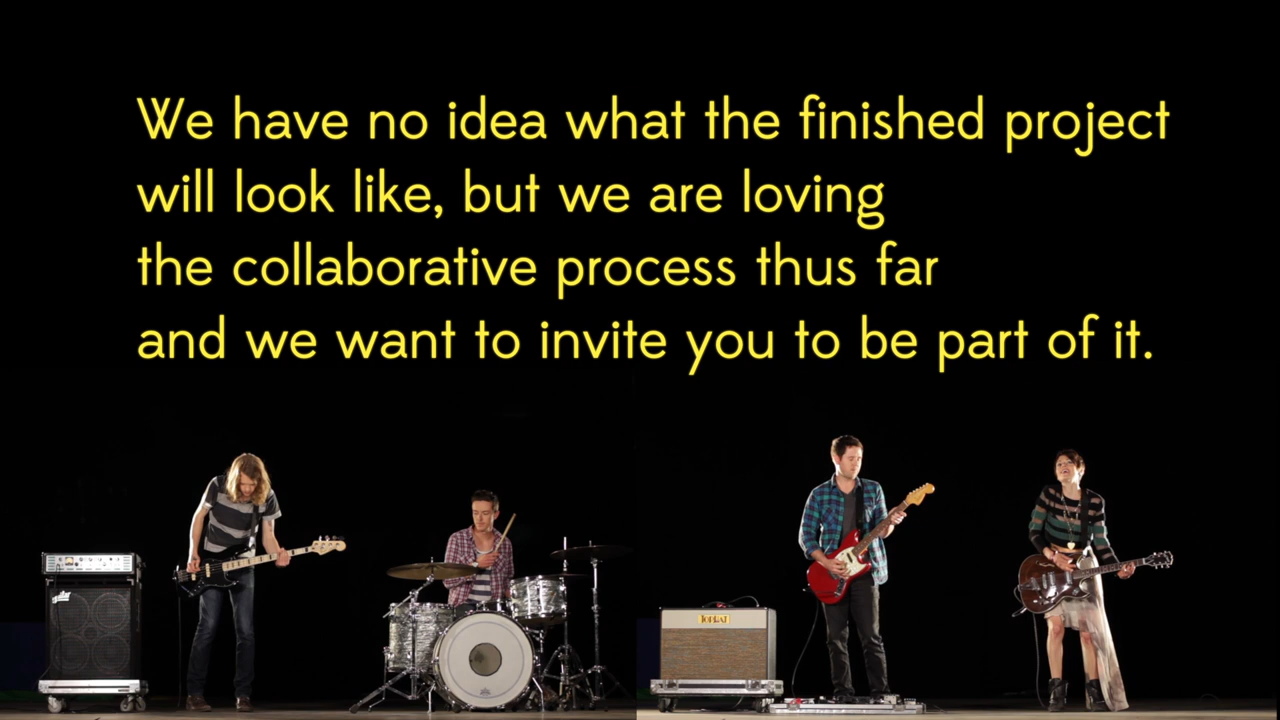 We have no idea what the finished project
will look like, but we are loving
the collaborative process thus far
and we want to invite you to be part of it.
TOPHAT